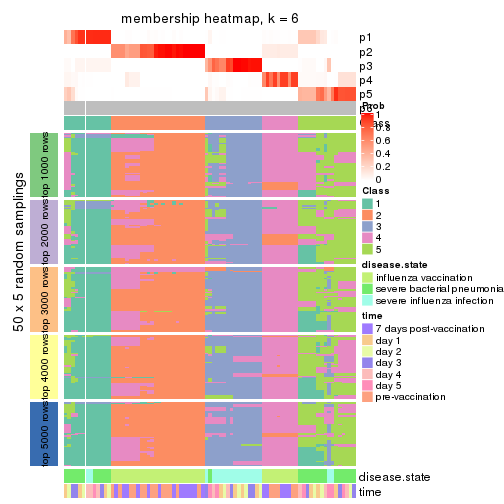 membership heatmap, k = 6
p1
p2
p3
p4
p5
p6
Class
Prob
1
0.8
0.6
0.4
0.2
0
Class
1
2
3
4
5
disease.state
influenza vaccination
severe bacterial pneumonia
severe influenza infection
time
7 days post-vaccination
day 1
day 2
day 3
day 4
day 5
pre-vaccination
50 x 5 random samplings
top 1000 rows
top 2000 rows
top 3000 rows
top 4000 rows
top 5000 rows
disease.state
time